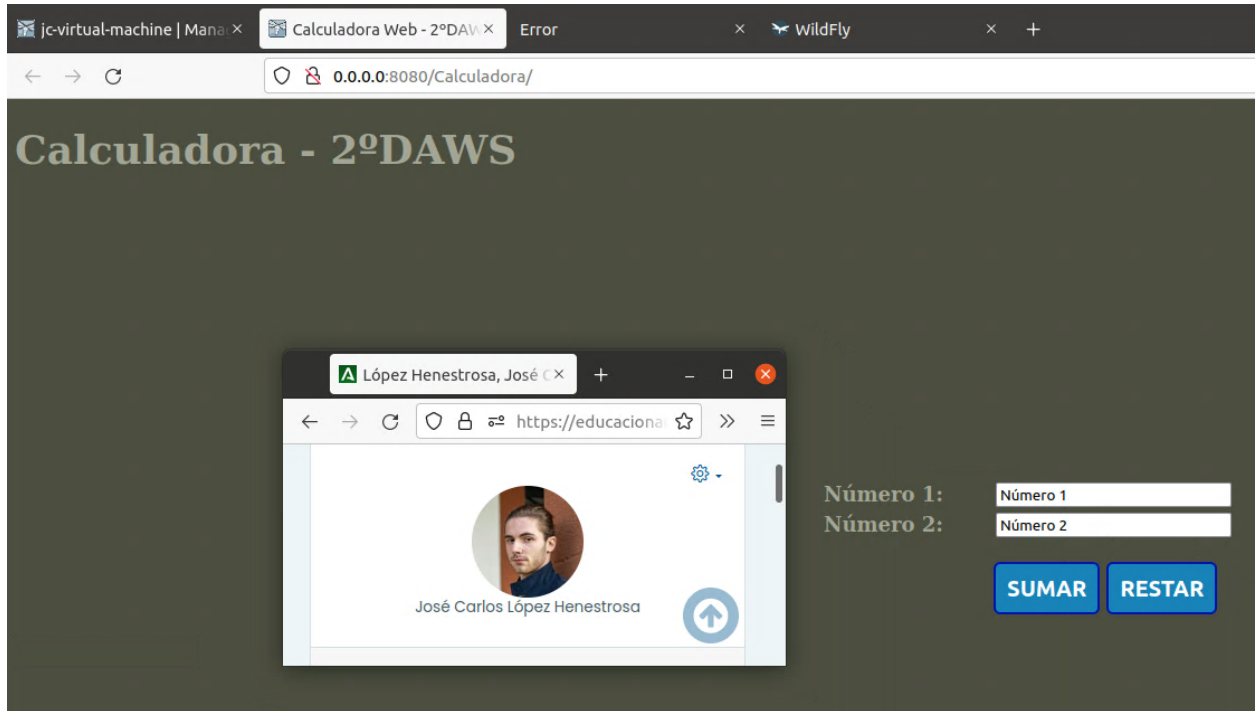 jc-virtual-machine | Mana
Calculadora Web - 2ºDAW
Error
WildFly
0.0.0.0:8080/Calculadora/
Calculadora - 2ºDAWS
López Henestrosa, José C
https://educaciona
José Carlos López Henestrosa
Número 1:
Número 1
Número 2:
Número 2
SUMAR RESTAR